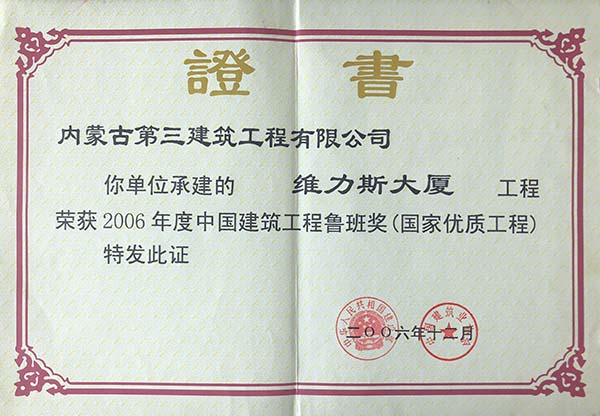 證書
内蒙古第三建筑工程有限公司
你单位承建的 维力斯大厦 工程
荣获2006年度中国建筑工程鲁班奖(国家优质工程)
特发此证
二〇〇六年十二月